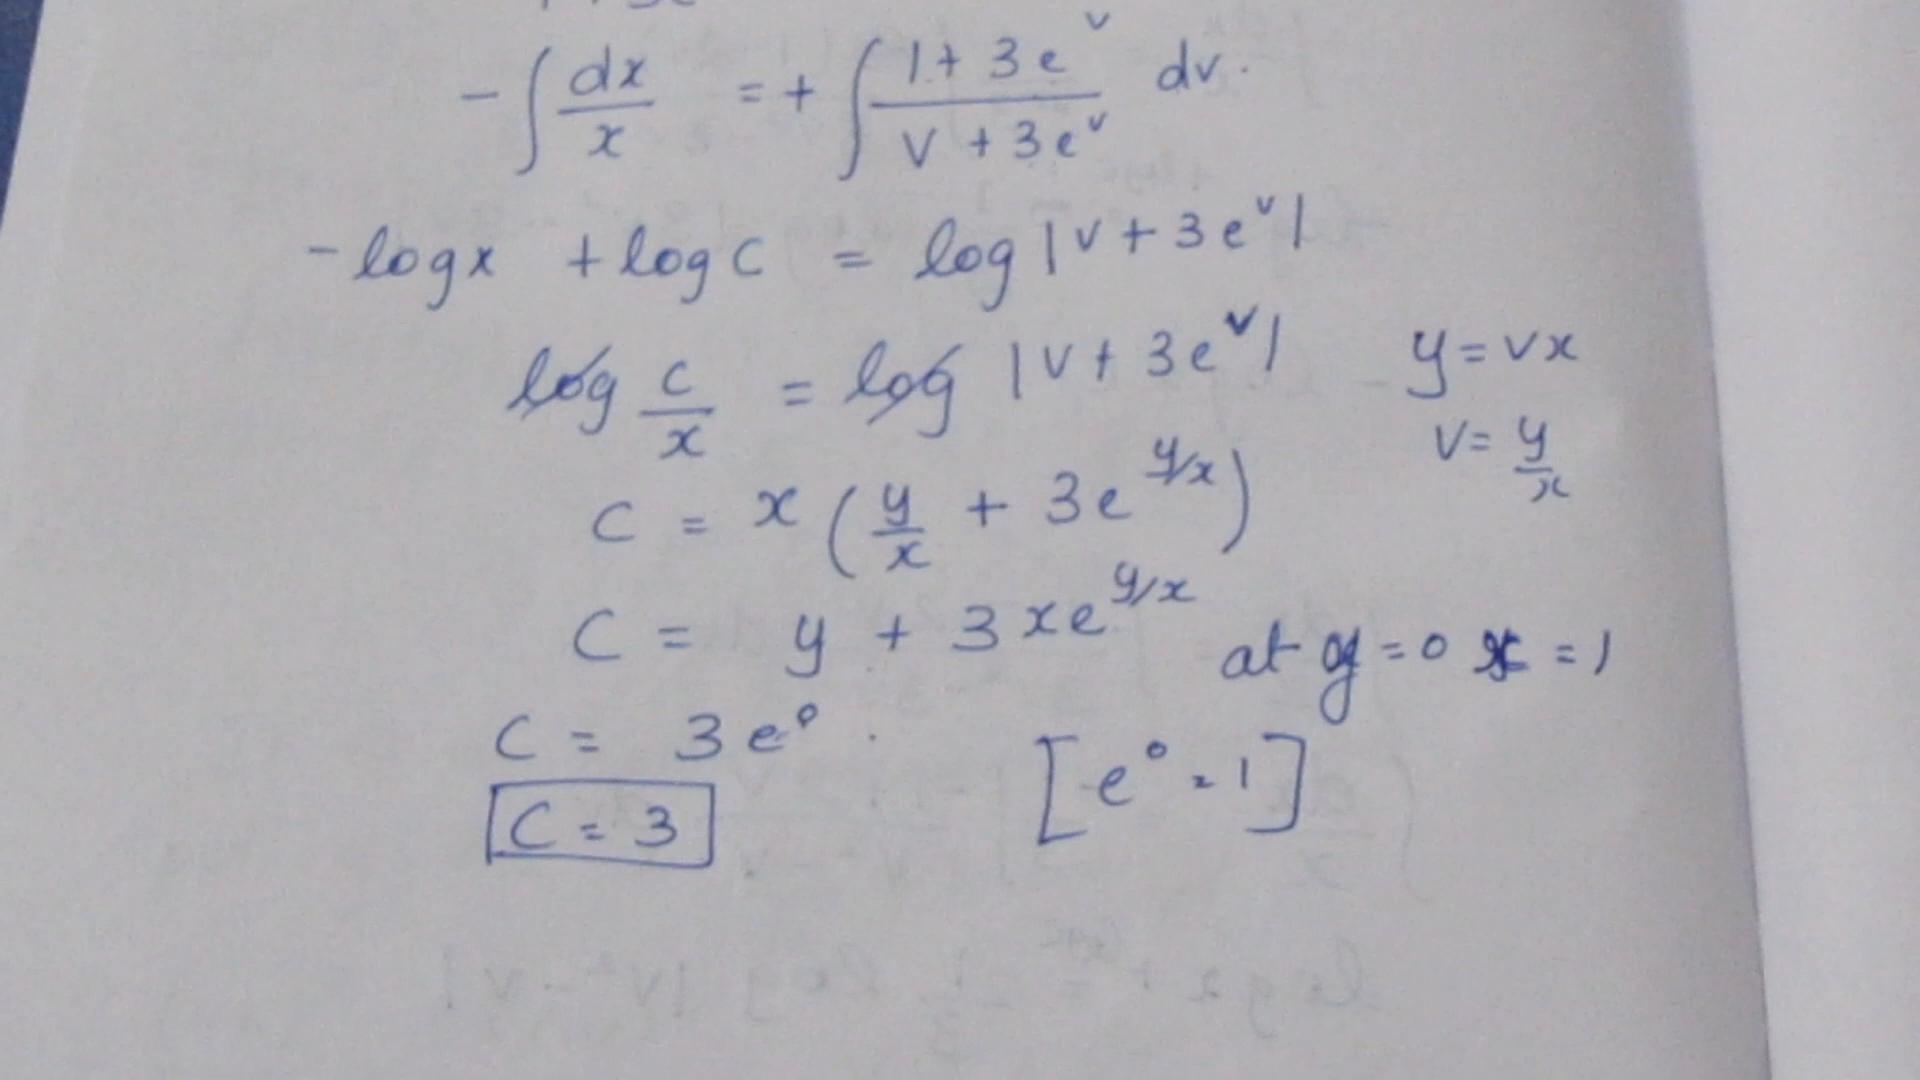 - ∫ dx/x = + ∫ (1 + 3e^v)/(v + 3e^v) dv.
- log x + log c = log |v + 3e^v|
log c/x = log |v + 3e^v| y = vx
v = y/x
c = x (y/x + 3e^(y/x))
c = y + 3xe^(y/x) at y = 0 x = 1
c = 3e^0. [e^0 = 1]
c = 3